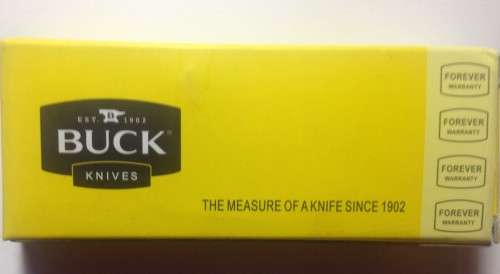 EST. 1902
BUCK®
KNIVES
THE MEASURE OF A KNIFE SINCE 1902
FOREVER
WARRANTY
FOREVER
WARRANTY
FOREVER
WARRANTY
FOREVER
WARRANTY